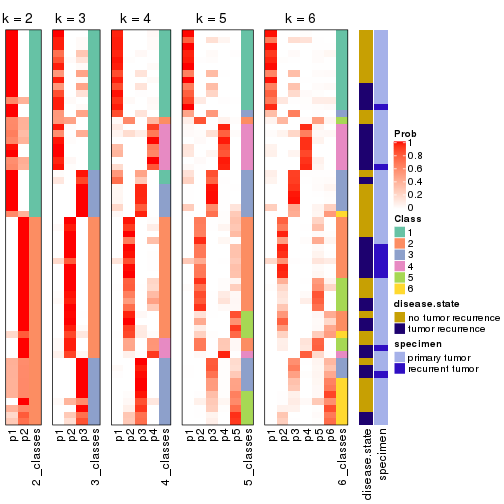 k = 2 k = 3 k = 4 k = 5 k = 6
Prob
1
0.8
0.6
0.4
0.2
0
Class
1
2
3
4
5
6
disease.state
no tumor recurrence
tumor recurrence
specimen
primary tumor
recurrent tumor
p1 p2 2_classes p1 p2 p3 3_classes p1 p2 p3 p4 4_classes p1 p2 p3 p4 p5 5_classes p1 p2 p3 p4 p5 p6 6_classes disease.state specimen